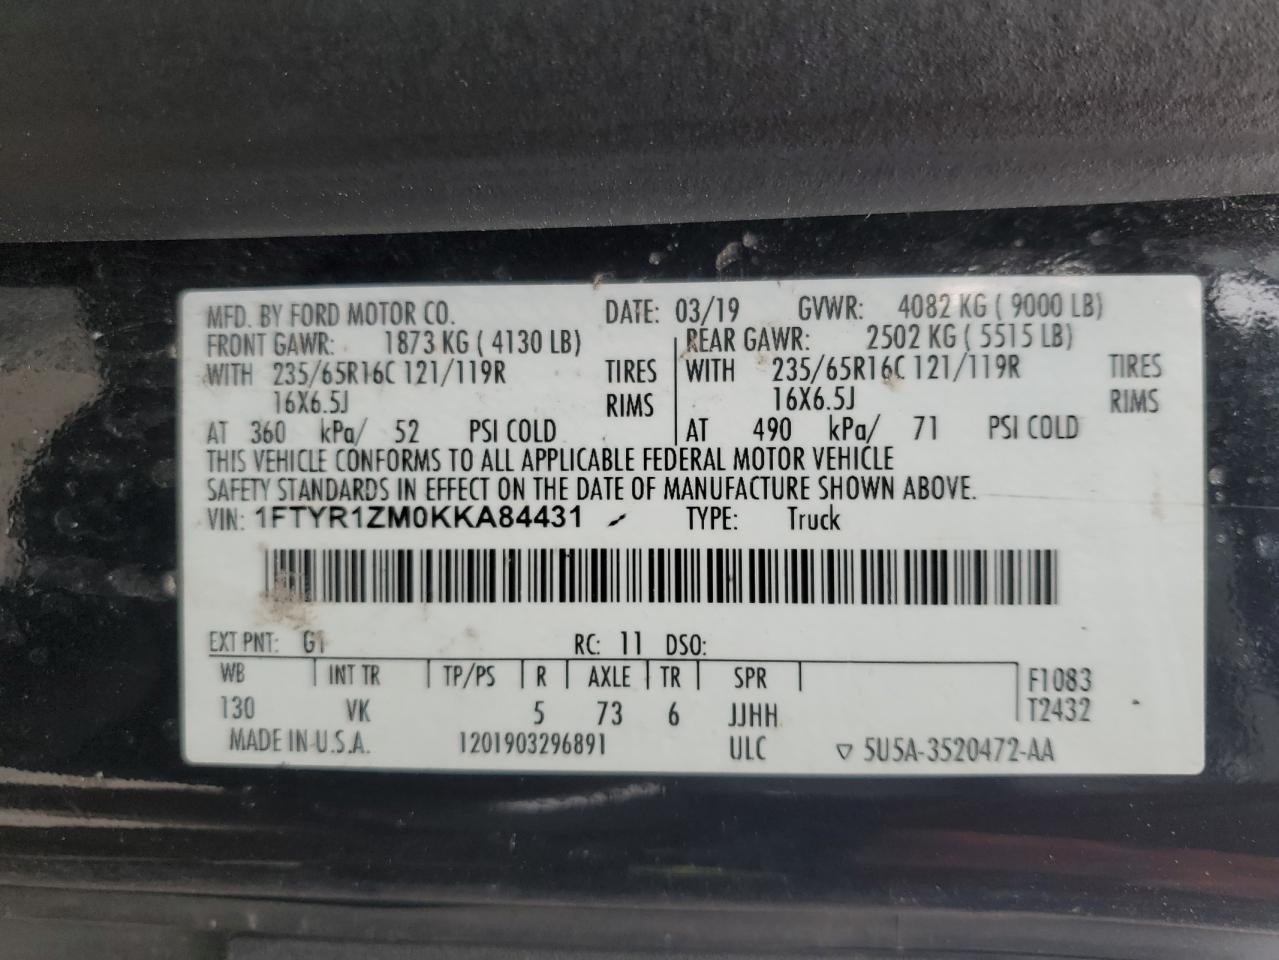 MFD. BY FORD MOTOR CO. DATE: 03/19 GVWR: 4082 KG ( 9000 LB)
FRONT GAWR: 1873 KG ( 4130 LB) REAR GAWR: 2502 KG ( 5515 LB)
WITH 235/65R16C 121/119R TIRES WITH 235/65R16C 121/119R TIRES
16X6.5J RIMS 16X6.5J RIMS
AT 360 kPa/ 52 PSI COLD AT 490 kPa/ 71 PSI COLD
THIS VEHICLE CONFORMS TO ALL APPLICABLE FEDERAL MOTOR VEHICLE
SAFETY STANDARDS IN EFFECT ON THE DATE OF MANUFACTURE SHOWN ABOVE.
VIN: 1FTYR1ZM0KKA84431 TYPE: Truck
EXT PNT: G1 RC: 11 DSO:
WB INT TR TP/PS R AXLE TR SPR F1083
130 VK 5 73 6 JJHH T2432
MADE IN U.S.A. 1201903296891 ULC ▽ 5U5A-3520472-AA